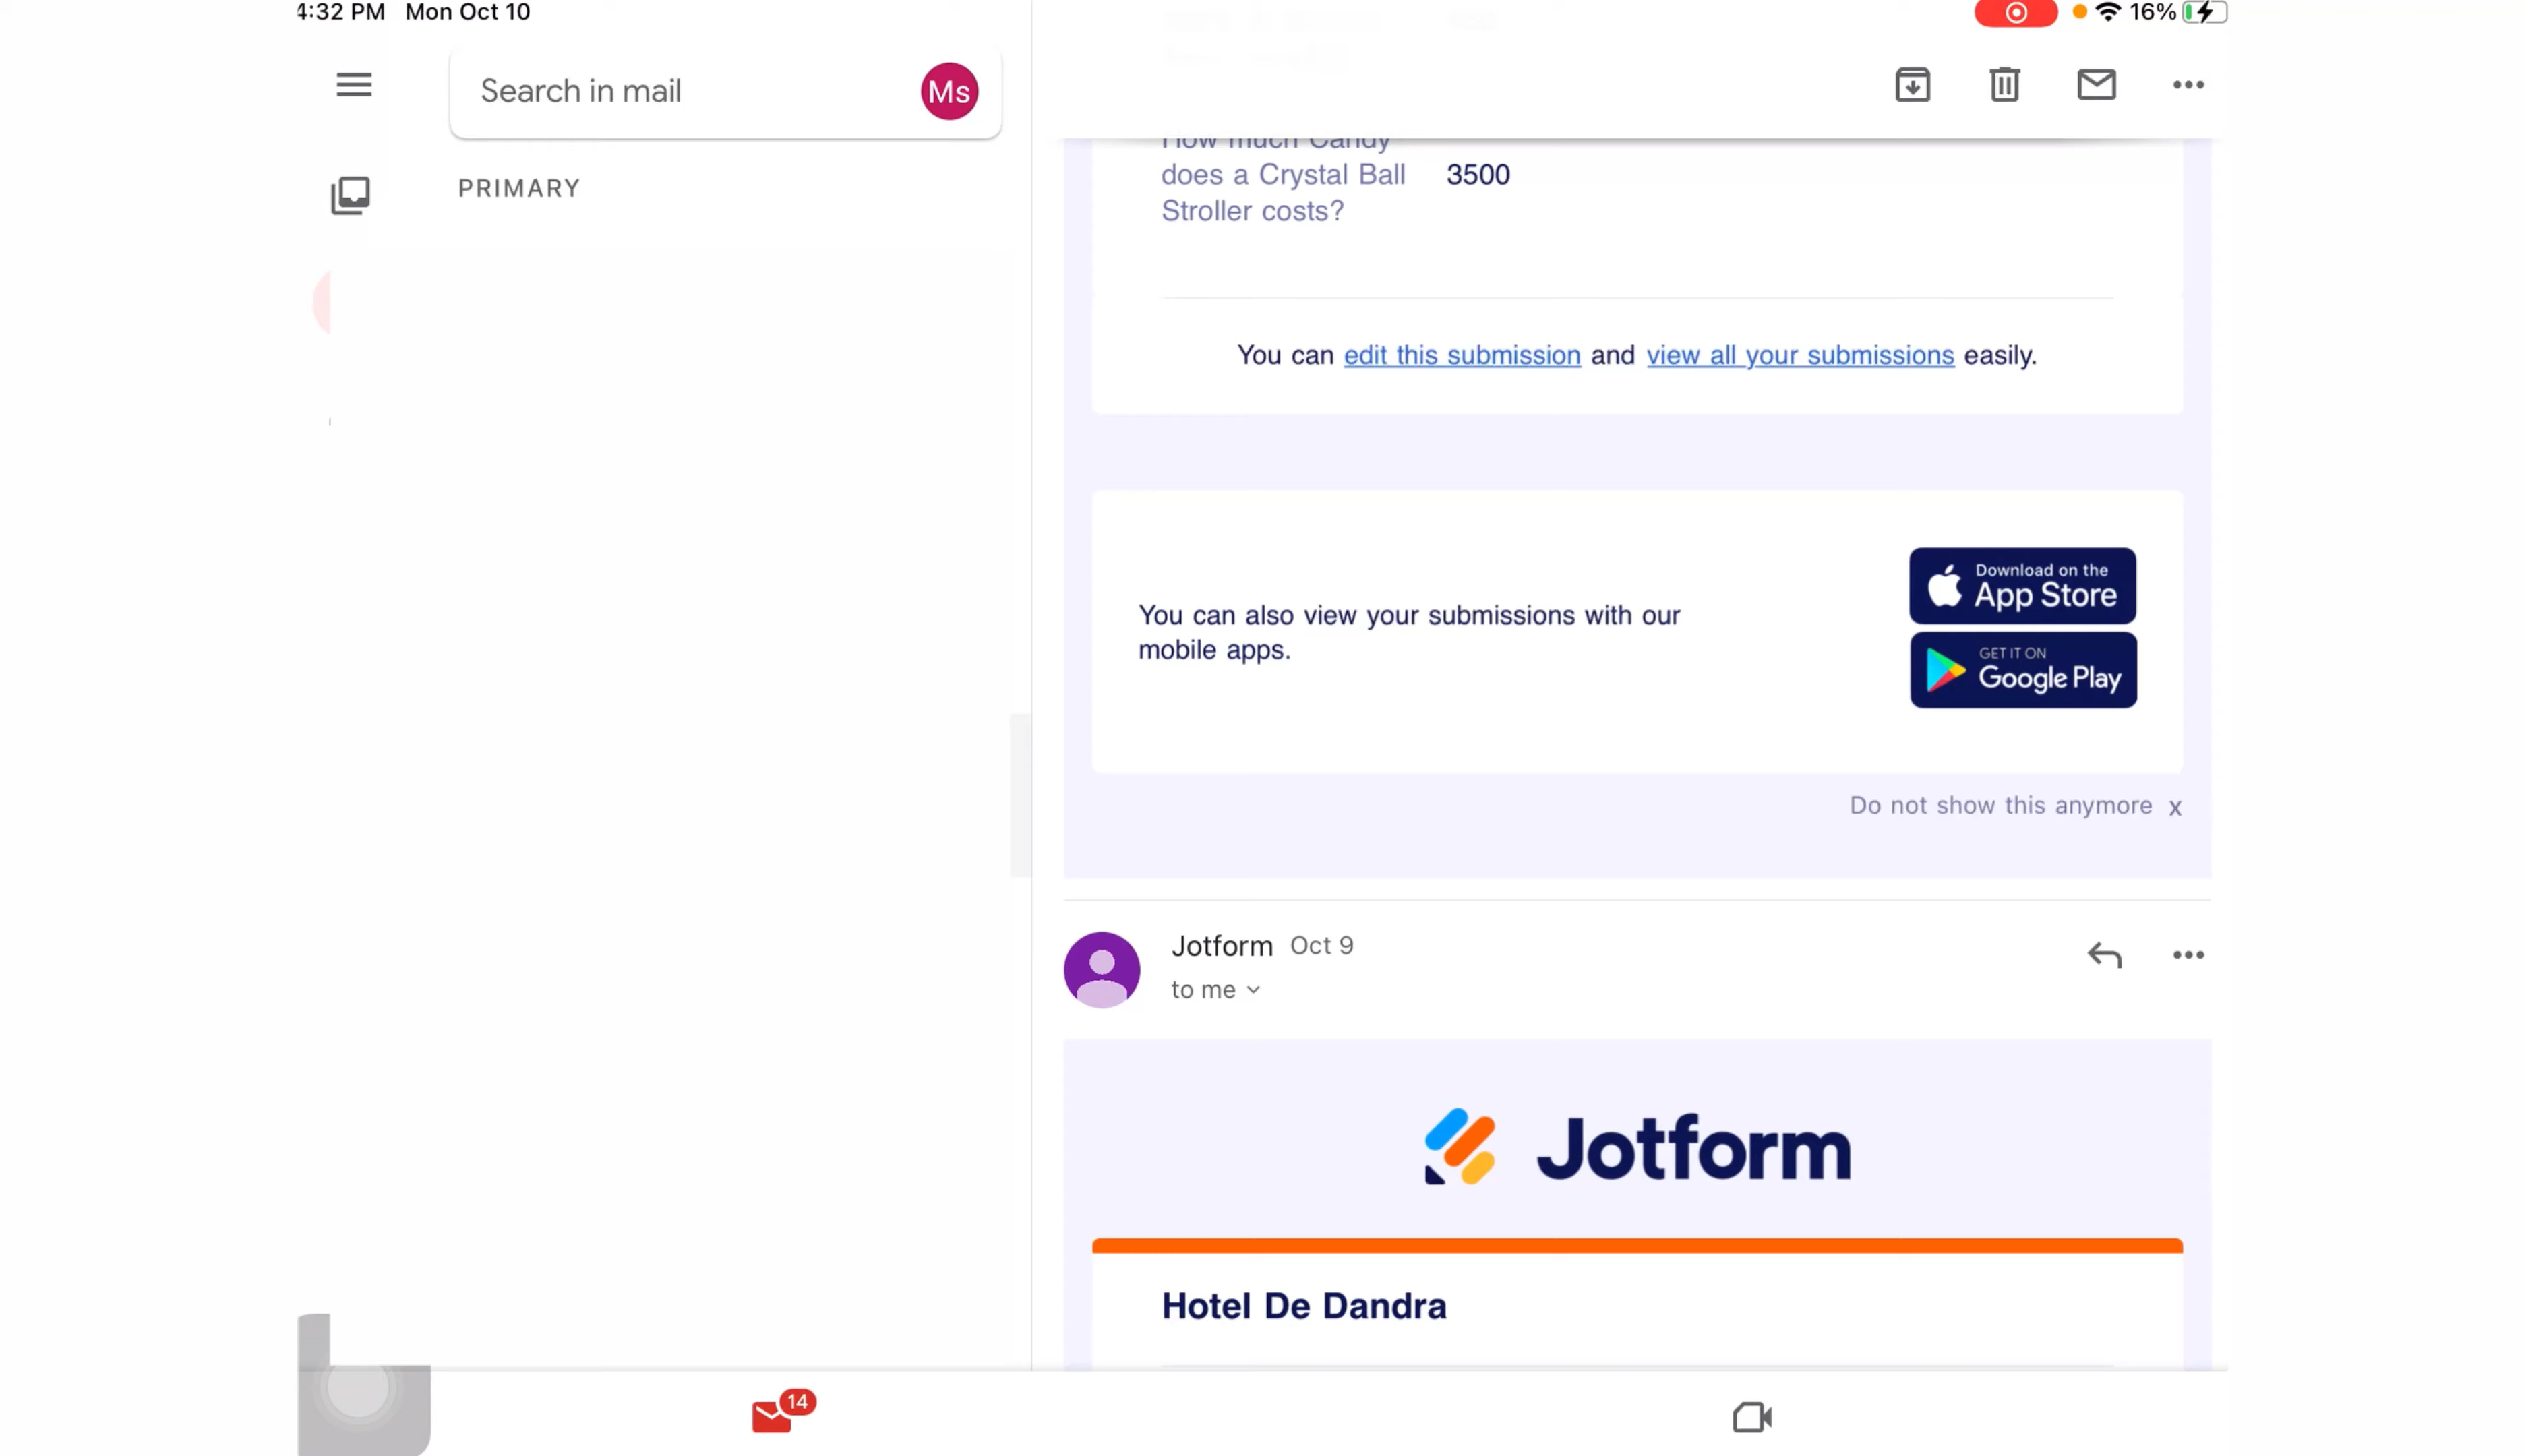 4:32 PM Mon Oct 10
16%
Search in mail
Ms
PRIMARY
How much Candy
does a Crystal Ball 3500
Stroller costs?
You can edit this submission and view all your submissions easily.
You can also view your submissions with our
mobile apps.
Download on the
App Store
GET IT ON
Google Play
Do not show this anymore x
Jotform Oct 9
to me
Jotform
Hotel De Dandra
14